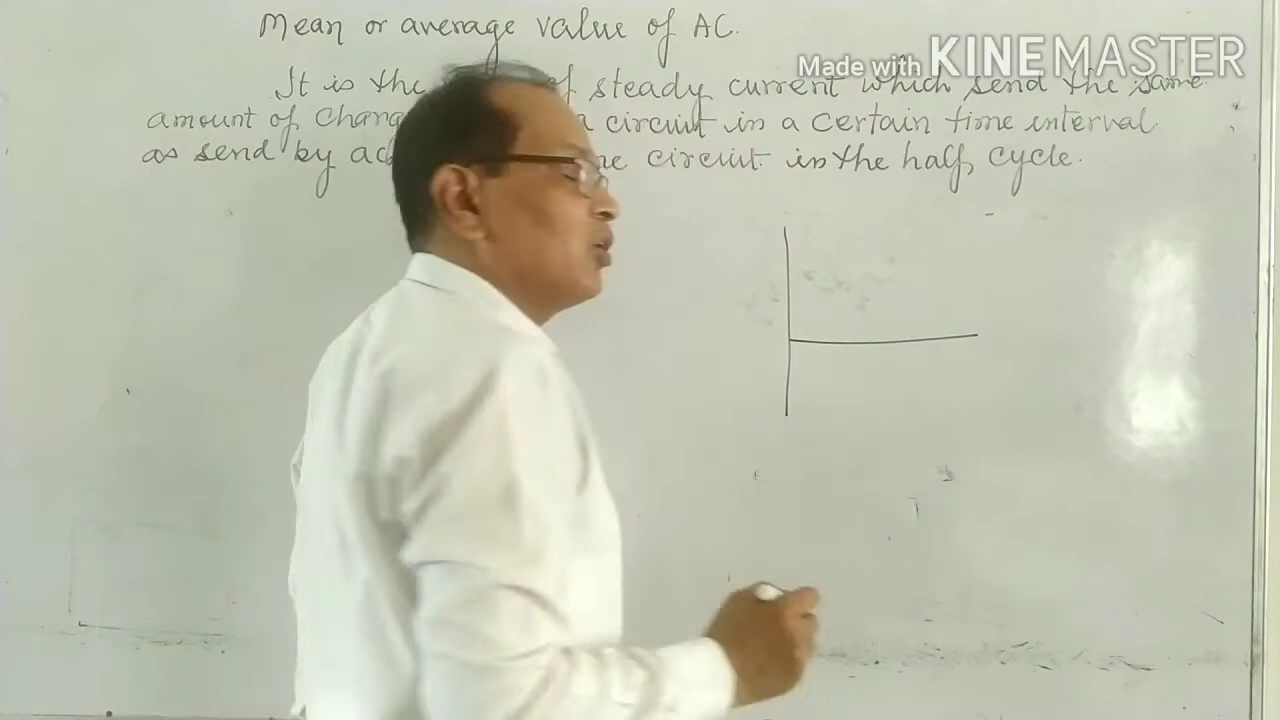 Mean or average value of AC.
Made with KINEMASTER
It is the of steady current which send the same
amount of circuit in a certain time interval
as send by circuit in the half cycle.